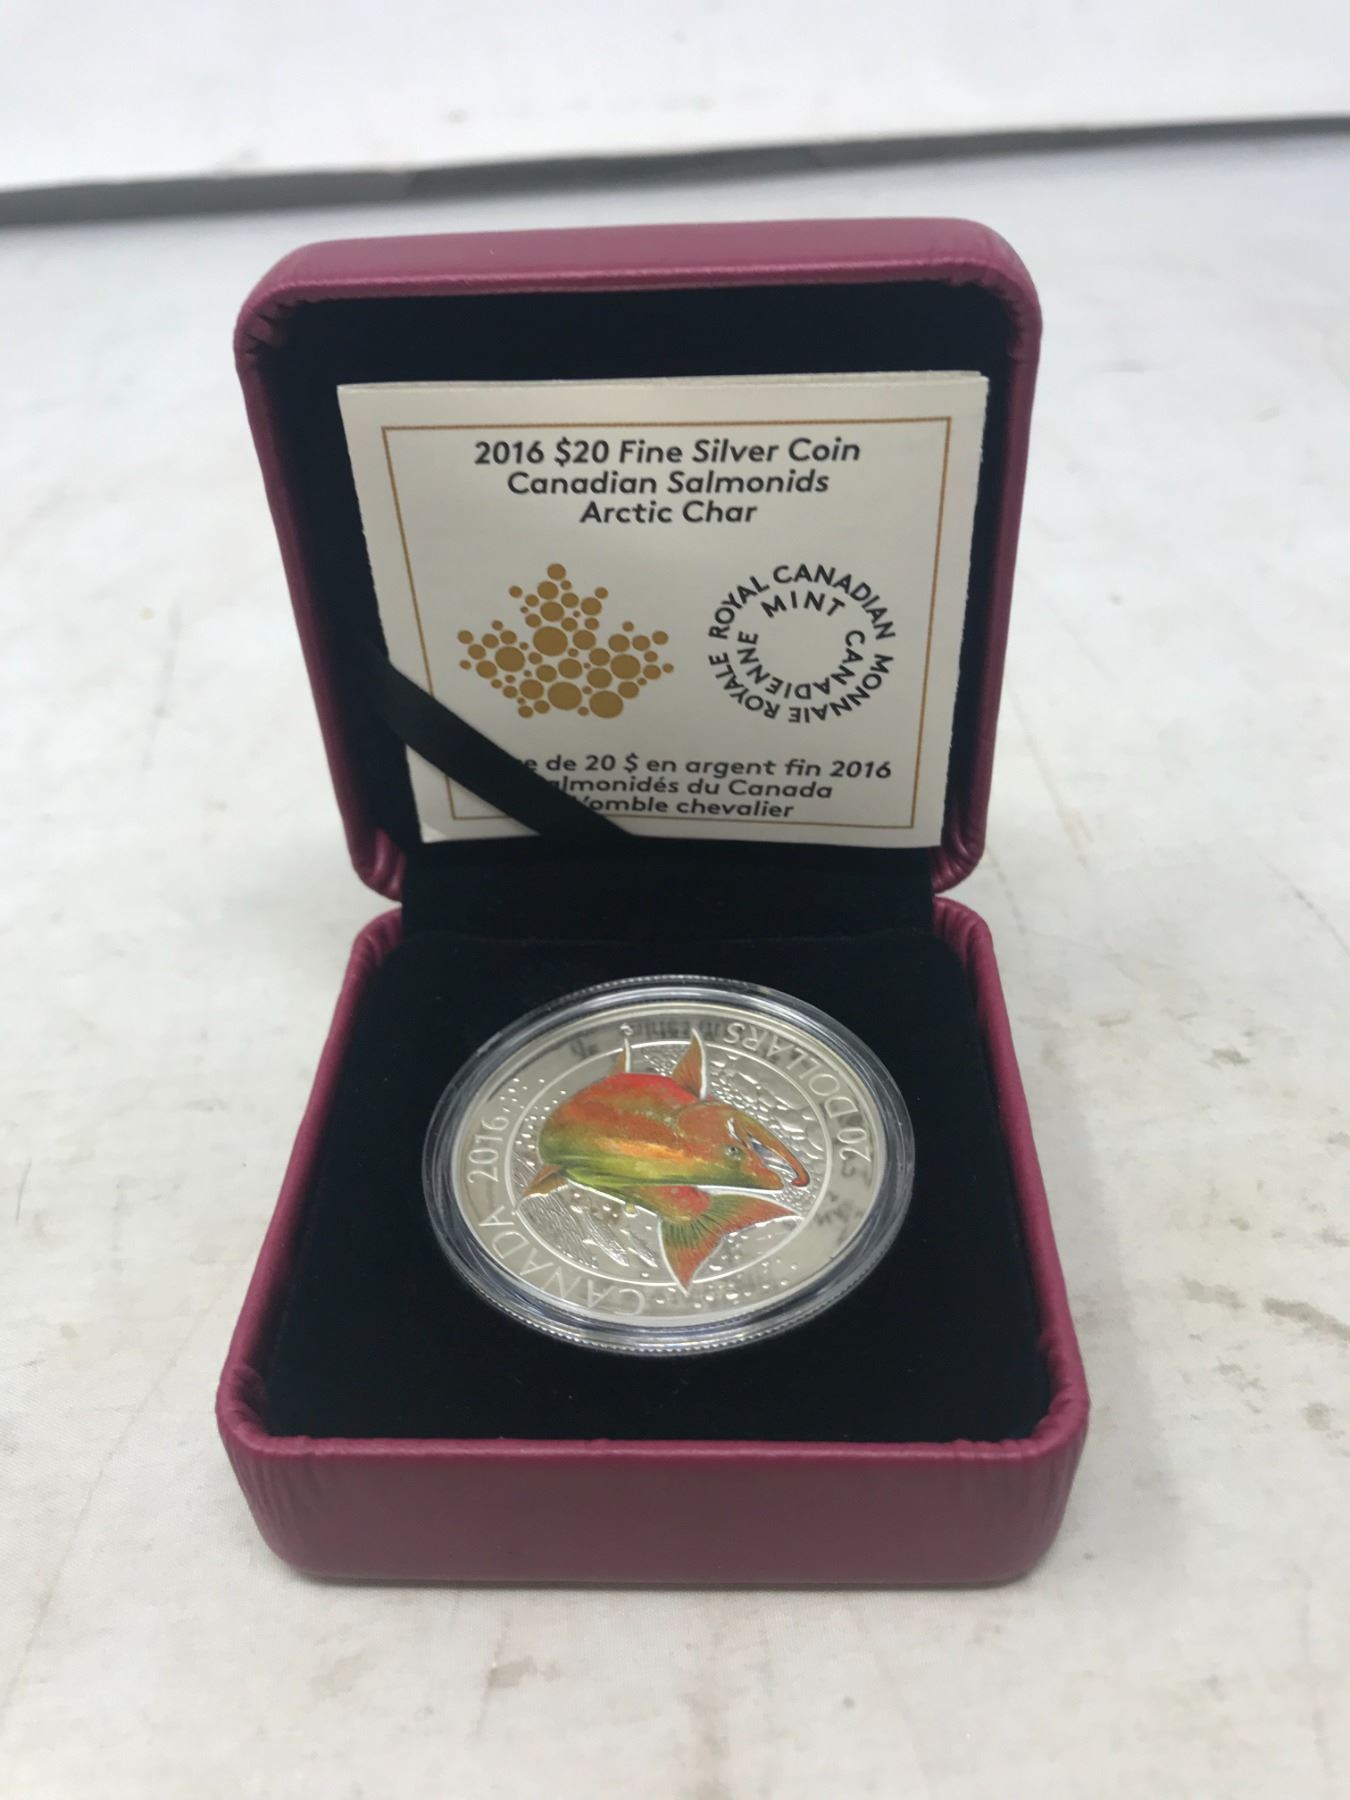 2016 $20 Fine Silver Coin
Canadian Salmonids
Arctic Char
ROYAL CANADIAN MINT
MONNAIE ROYALE CANADIENNE
de 20 $ en argent fin 2016
du Canada
l'omble chevalier
CANADA 2016
20 DOLLARS